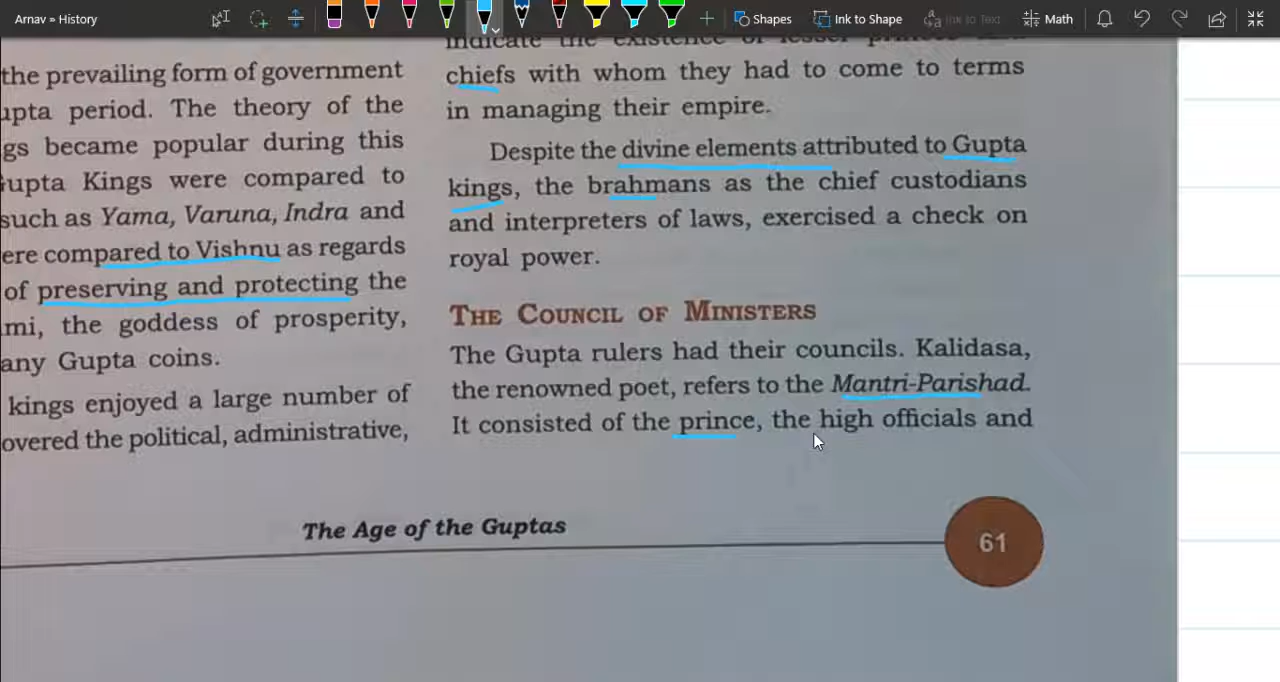 Arnav » History
Shapes
Ink to Shape
Ink to Text
Math
the prevailing form of government
upta period. The theory of the
gs became popular during this
upta Kings were compared to
such as Yama, Varuna, Indra and
ere compared to Vishnu as regards
of preserving and protecting the
mi, the goddess of prosperity,
any Gupta coins.
kings enjoyed a large number of
overed the political, administrative,
indicate the existence of lesser
chiefs with whom they had to come to terms
in managing their empire.
Despite the divine elements attributed to Gupta
kings, the brahmans as the chief custodians
and interpreters of laws, exercised a check on
royal power.
THE COUNCIL OF MINISTERS
The Gupta rulers had their councils. Kalidasa,
the renowned poet, refers to the Mantri-Parishad.
It consisted of the prince, the high officials and
The Age of the Guptas
61